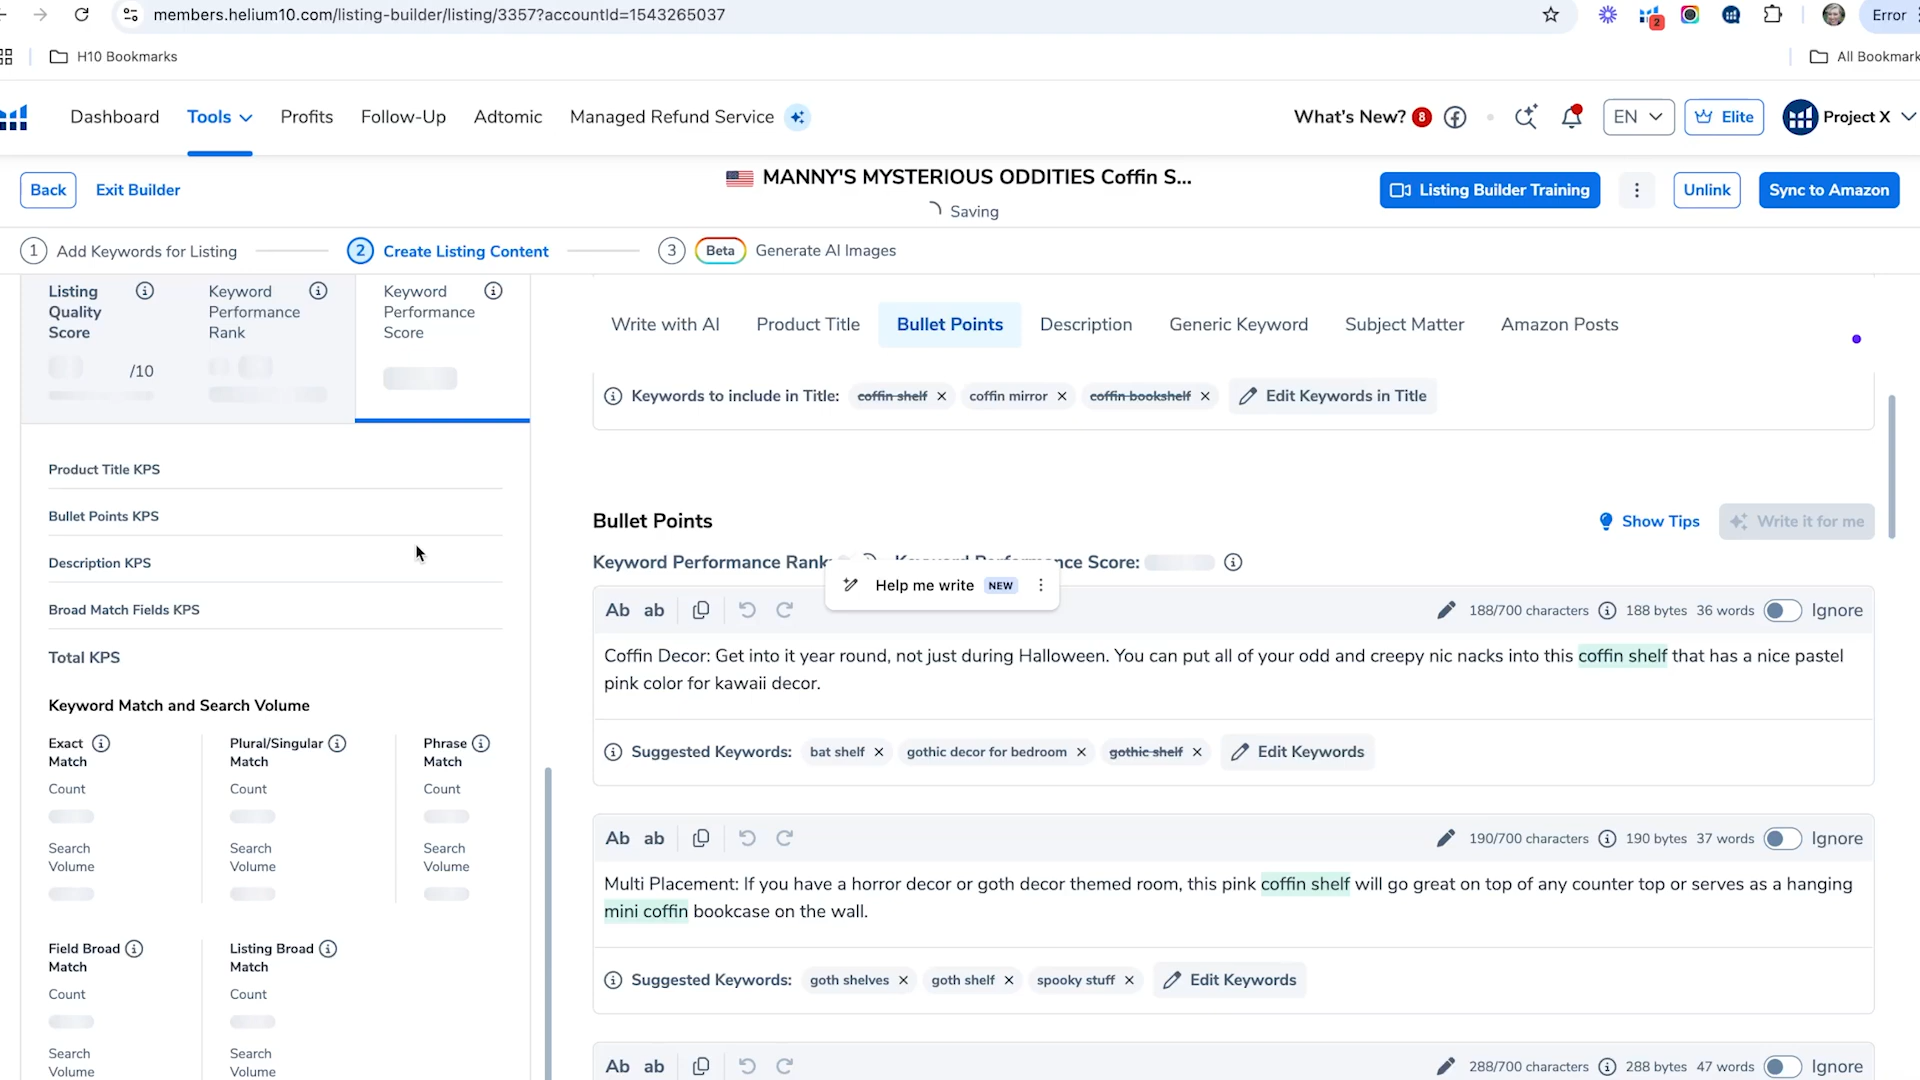 members.helium10.com/listing-builder/listing/3357?accountId=1543265037
2
Error
H10 Bookmarks
All Bookmark
Dashboard
Tools
Profits
Follow-Up
Adtomic
Managed Refund Service
What's New? 8
EN
Elite
Project X
Back
Exit Builder
MANNY'S MYSTERIOUS ODDITIES Coffin S...
Saving
Listing Builder Training
Unlink
Sync to Amazon
1 Add Keywords for Listing
2 Create Listing Content
3 Beta Generate AI Images
Listing
Quality
Score
/10
Keyword
Performance
Rank
Keyword
Performance
Score
Product Title KPS
Bullet Points KPS
Description KPS
Broad Match Fields KPS
Total KPS
Keyword Match and Search Volume
Exact
Match
Count
Search
Volume
Plural/Singular
Match
Count
Search
Volume
Phrase
Match
Count
Search
Volume
Field Broad
Match
Count
Search
Volume
Listing Broad
Match
Count
Search
Volume
Write with AI
Product Title
Bullet Points
Description
Generic Keyword
Subject Matter
Amazon Posts
Keywords to include in Title: coffin shelf coffin mirror coffin bookshelf Edit Keywords in Title
Bullet Points
Show Tips
Write it for me
Keyword Performance Rank: Keyword Performance Score:
Help me write NEW
Ab ab 188/700 characters 188 bytes 36 words Ignore
Coffin Decor: Get into it year round, not just during Halloween. You can put all of your odd and creepy nic nacks into this coffin shelf that has a nice pastel
pink color for kawaii decor.
Suggested Keywords: bat shelf gothic decor for bedroom gothic shelf Edit Keywords
Ab ab 190/700 characters 190 bytes 37 words Ignore
Multi Placement: If you have a horror decor or goth decor themed room, this pink coffin shelf will go great on top of any counter top or serves as a hanging
mini coffin bookcase on the wall.
Suggested Keywords: goth shelves goth shelf spooky stuff Edit Keywords
Ab ab 288/700 characters 288 bytes 47 words Ignore